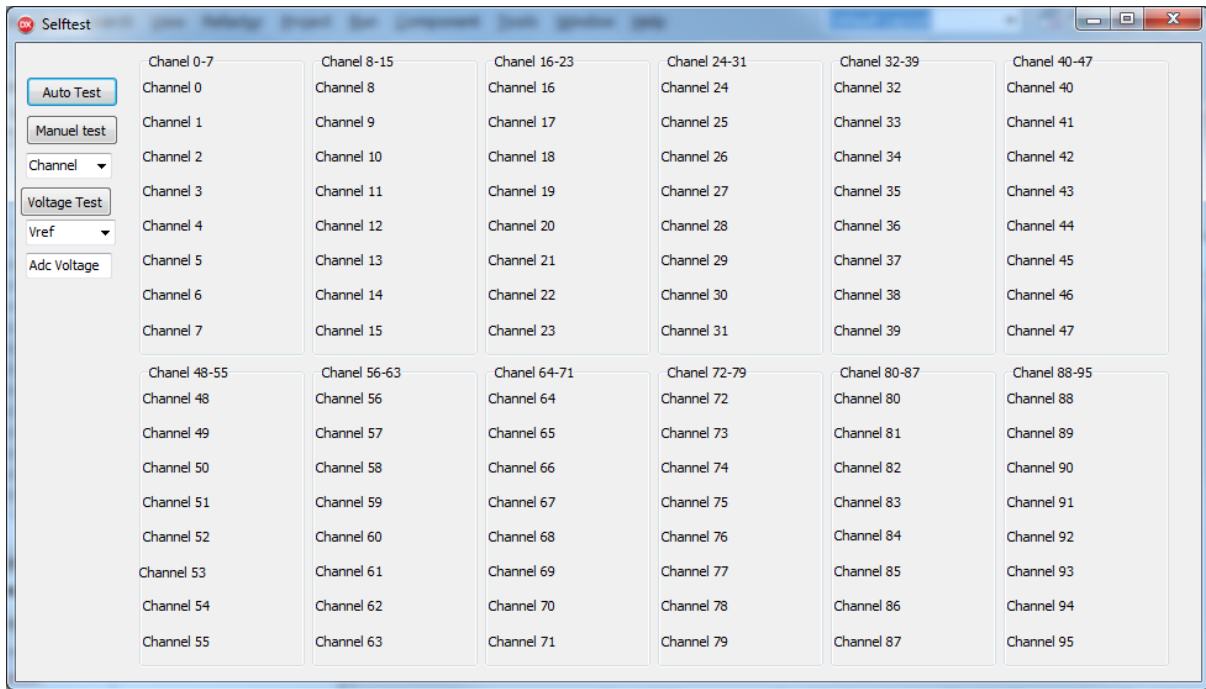 Selftest
Auto Test
Manuel test
Channel
Voltage Test
Vref
Adc Voltage
Chanel 0-7
Channel 0
Channel 1
Channel 2
Channel 3
Channel 4
Channel 5
Channel 6
Channel 7
Chanel 8-15
Channel 8
Channel 9
Channel 10
Channel 11
Channel 12
Channel 13
Channel 14
Channel 15
Chanel 16-23
Channel 16
Channel 17
Channel 18
Channel 19
Channel 20
Channel 21
Channel 22
Channel 23
Chanel 24-31
Channel 24
Channel 25
Channel 26
Channel 27
Channel 28
Channel 29
Channel 30
Channel 31
Chanel 32-39
Channel 32
Channel 33
Channel 34
Channel 35
Channel 36
Channel 37
Channel 38
Channel 39
Chanel 40-47
Channel 40
Channel 41
Channel 42
Channel 43
Channel 44
Channel 45
Channel 46
Channel 47
Chanel 48-55
Channel 48
Channel 49
Channel 50
Channel 51
Channel 52
Channel 53
Channel 54
Channel 55
Chanel 56-63
Channel 56
Channel 57
Channel 58
Channel 59
Channel 60
Channel 61
Channel 62
Channel 63
Chanel 64-71
Channel 64
Channel 65
Channel 66
Channel 67
Channel 68
Channel 69
Channel 70
Channel 71
Chanel 72-79
Channel 72
Channel 73
Channel 74
Channel 75
Channel 76
Channel 77
Channel 78
Channel 79
Chanel 80-87
Channel 80
Channel 81
Channel 82
Channel 83
Channel 84
Channel 85
Channel 86
Channel 87
Chanel 88-95
Channel 88
Channel 89
Channel 90
Channel 91
Channel 92
Channel 93
Channel 94
Channel 95